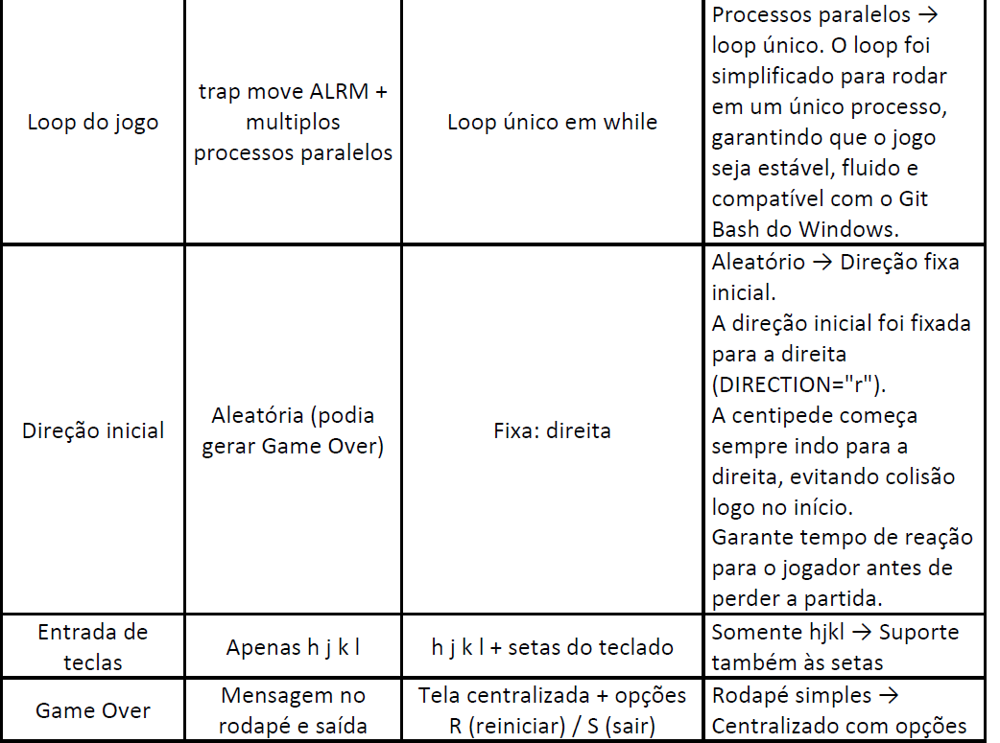 Loop do jogo
trap move ALRM +
multiplos
processos paralelos
Loop único em while
Processos paralelos →
loop único. O loop foi
simplificado para rodar
em um único processo,
garantindo que o jogo
seja estável, fluido e
compatível com o Git
Bash do Windows.
Direção inicial
Aleatória (podia
gerar Game Over)
Fixa: direita
Aleatório → Direção fixa
inicial.
A direção inicial foi fixada
para a direita
(DIRECTION="r").
A centipede começa
sempre indo para a
direita, evitando colisão
logo no início.
Garante tempo de reação
para o jogador antes de
perder a partida.
Entrada de
teclas
Apenas h j k l
h j k l + setas do teclado
Somente hjkl → Suporte
também às setas
Game Over
Mensagem no
rodapé e saída
Tela centralizada + opções
R (reiniciar) / S (sair)
Rodapé simples →
Centralizado com opções